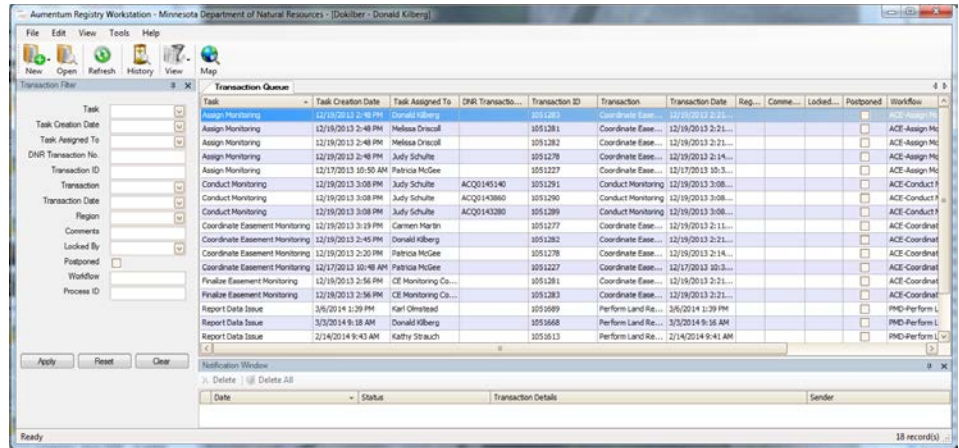 Aumentum Registry Workstation - Minnesota Department of Natural Resources - [Dokilber - Donald Kilberg]
File Edit View Tools Help
New Open Refresh History View Map
Transaction Filter
Task
Task Creation Date
Task Assigned To
DNR Transaction No.
Transaction ID
Transaction
Transaction Date
Region
Comments
Locked By
Postponed
Workflow
Process ID
Apply Reset Clear
Transaction Queue
Task Task Creation Date Task Assigned To DNR Transactio... Transaction ID Transaction Transaction Date Reg... Comme... Locked... Postponed Workflow
Assign Monitoring 12/19/2013 2:48 PM Donald Kilberg 1051283 Coordinate Ease... 12/19/2013 2:21... ACE-Assign Mo
Assign Monitoring 12/19/2013 2:48 PM Melissa Driscoll 1051281 Coordinate Ease... 12/19/2013 2:21... ACE-Assign Mo
Assign Monitoring 12/19/2013 2:48 PM Melissa Driscoll 1051282 Coordinate Ease... 12/19/2013 2:21... ACE-Assign Mo
Assign Monitoring 12/19/2013 2:48 PM Judy Schulte 1051278 Coordinate Ease... 12/19/2013 2:14... ACE-Assign Mo
Assign Monitoring 12/17/2013 10:50 AM Patricia McGee 1051227 Coordinate Ease... 12/17/2013 10:3... ACE-Assign Mo
Conduct Monitoring 12/19/2013 3:08 PM Judy Schulte ACQ0145140 1051291 Conduct Monitoring 12/19/2013 3:08... ACE-Conduct M
Conduct Monitoring 12/19/2013 3:08 PM Judy Schulte ACQ0143860 1051290 Conduct Monitoring 12/19/2013 3:08... ACE-Conduct M
Conduct Monitoring 12/19/2013 3:08 PM Judy Schulte ACQ0143280 1051289 Conduct Monitoring 12/19/2013 3:08... ACE-Conduct M
Coordinate Easement Monitoring 12/19/2013 3:19 PM Carmen Martin 1051277 Coordinate Ease... 12/19/2013 2:11... ACE-Coordinat
Coordinate Easement Monitoring 12/19/2013 2:45 PM Donald Kilberg 1051282 Coordinate Ease... 12/19/2013 2:21... ACE-Coordinat
Coordinate Easement Monitoring 12/19/2013 2:20 PM Patricia McGee 1051278 Coordinate Ease... 12/19/2013 2:14... ACE-Coordinat
Coordinate Easement Monitoring 12/17/2013 10:48 AM Patricia McGee 1051227 Coordinate Ease... 12/17/2013 10:3... ACE-Coordinat
Finalize Easement Monitoring 12/19/2013 2:56 PM CE Monitoring Co... 1051281 Coordinate Ease... 12/19/2013 2:21... ACE-Coordinat
Finalize Easement Monitoring 12/19/2013 2:56 PM CE Monitoring Co... 1051283 Coordinate Ease... 12/19/2013 2:21... ACE-Coordinat
Report Data Issue 3/6/2014 1:39 PM Karl Olmstead 1051689 Perform Land Re... 3/6/2014 1:39 PM PMD-Perform L
Report Data Issue 3/3/2014 9:18 AM Donald Kilberg 1051668 Perform Land Re... 3/3/2014 9:16 AM PMD-Perform L
Report Data Issue 2/14/2014 9:43 AM Kathy Strauch 1051613 Perform Land Re... 2/14/2014 9:41 AM PMD-Perform L
Notification Window
Delete Delete All
Date Status Transaction Details Sender
Ready 18 record(s)